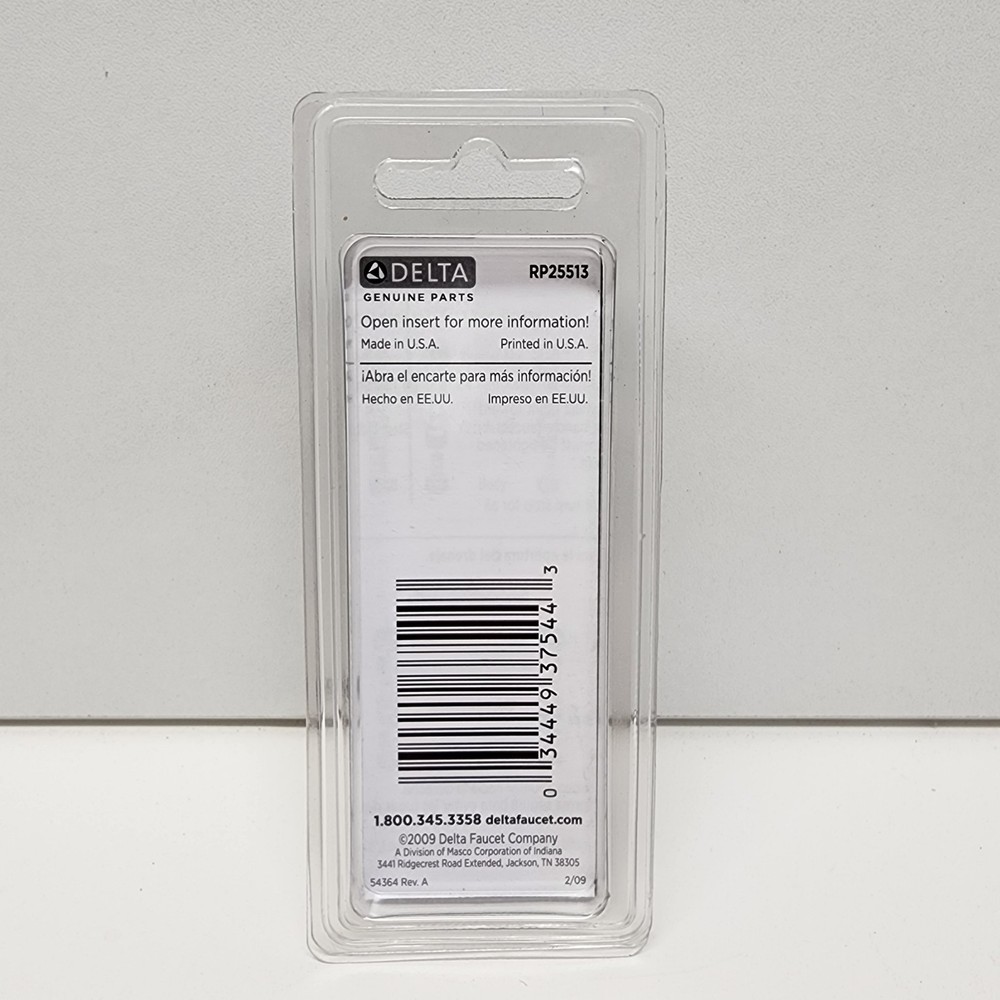 DELTA RP25513
GENUINE PARTS
Open insert for more information!
Made in U.S.A. Printed in U.S.A.
¡Abra el encarte para más información!
Hecho en EE.UU. Impreso en EE.UU.
0 34449 37544 3
1.800.345.3358 deltafaucet.com
©2009 Delta Faucet Company
A Division of Masco Corporation of Indiana
3441 Ridgecrest Road Extended, Jackson, TN 38305
54364 Rev. A 2/09